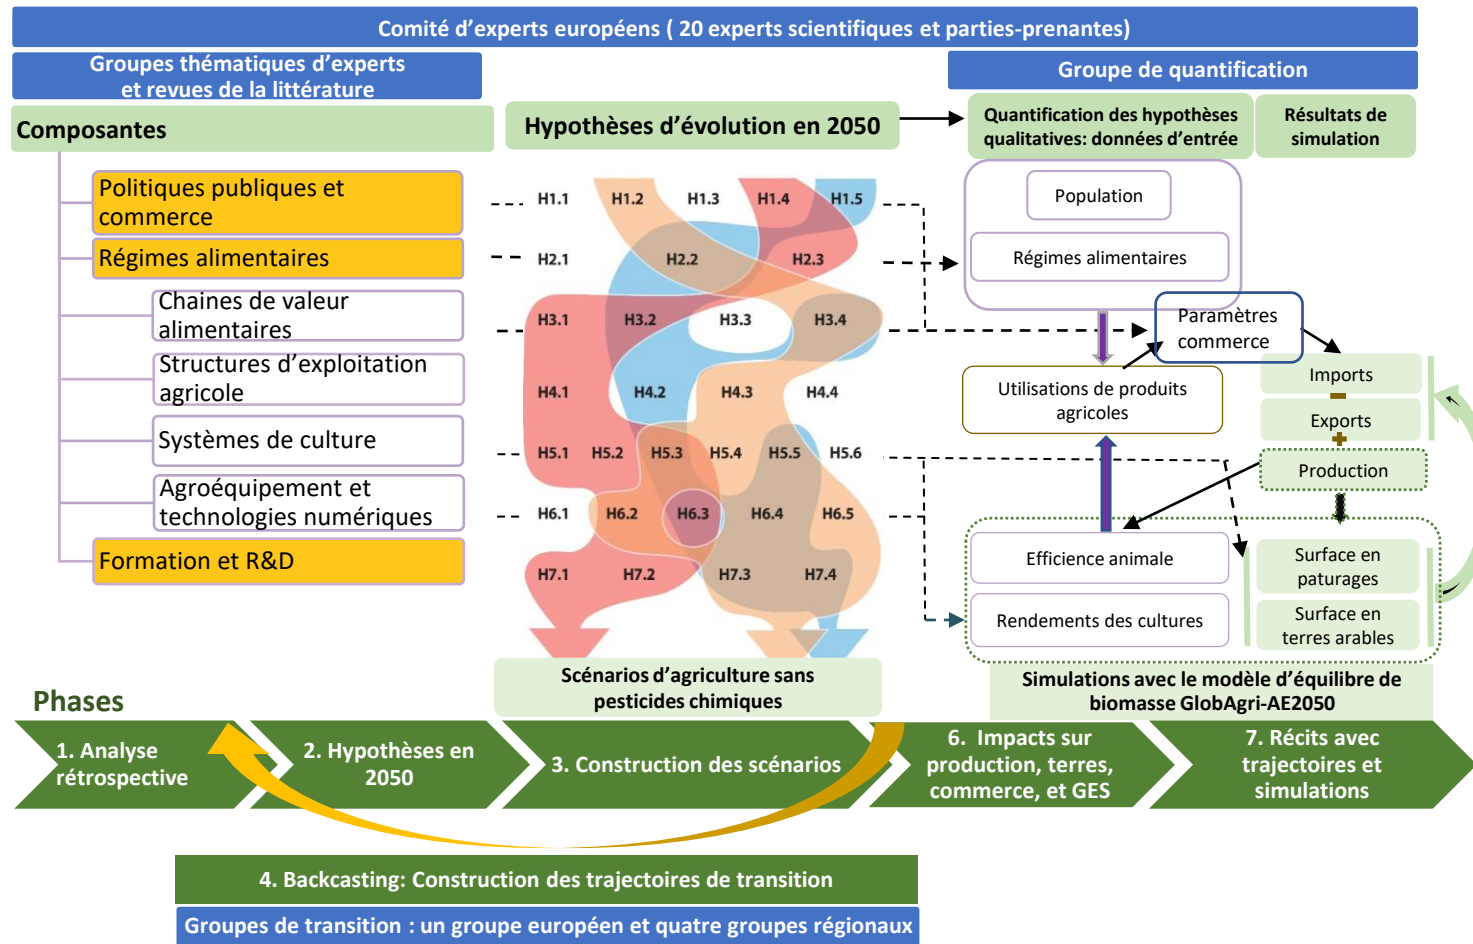 Comité d'experts européens ( 20 experts scientifiques et parties-prenantes)
Groupes thématiques d'experts
et revues de la littérature
Groupe de quantification
Composantes
Hypothèses d'évolution en 2050
Quantification des hypothèses
qualitatives: données d'entrée
Résultats de
simulation
Politiques publiques et
commerce
Régimes alimentaires
Chaines de valeur
alimentaires
Structures d'exploitation
agricole
Systèmes de culture
Agroéquipement et
technologies numériques
Formation et R&D
H1.1 H1.2 H1.3 H1.4 H1.5
H2.1 H2.2 H2.3
H3.1 H3.2 H3.3 H3.4
H4.1 H4.2 H4.3 H4.4
H5.1 H5.2 H5.3 H5.4 H5.5 H5.6
H6.1 H6.2 H6.3 H6.4 H6.5
H7.1 H7.2 H7.3 H7.4
Population
Régimes alimentaires
Paramètres
commerce
Utilisations de produits
agricoles
Imports
Exports
Production
Efficience animale
Rendements des cultures
Surface en
paturages
Surface en
terres arables
Scénarios d'agriculture sans
pesticides chimiques
Simulations avec le modèle d'équilibre de
biomasse GlobAgri-AE2050
Phases
1. Analyse
rétrospective
2. Hypothèses en
2050
3. Construction des scénarios
6. Impacts sur
production, terres,
commerce, et GES
7. Récits avec
trajectoires et
simulations
4. Backcasting: Construction des trajectoires de transition
Groupes de transition : un groupe européen et quatre groupes régionaux